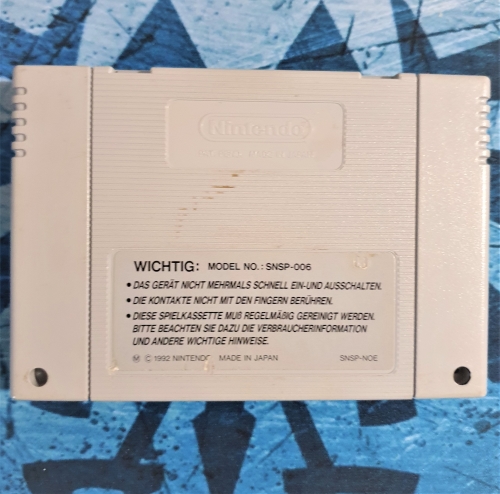 Nintendo
WICHTIG: MODEL NO.: SNSP-006
• DAS GERÄT NICHT MEHRMALS SCHNELL EIN-UND AUSSCHALTEN.
• DIE KONTAKTE NICHT MIT DEN FINGERN BERÜHREN.
• DIESE SPIELKASSETTE MUß REGELMÄßIG GEREINIGT WERDEN.
BITTE BEACHTEN SIE DAZU DIE VERBRAUCHERINFORMATION
UND ANDERE WICHTIGE HINWEISE.
Ⓜ © 1992 NINTENDO MADE IN JAPAN SNSP-NOE